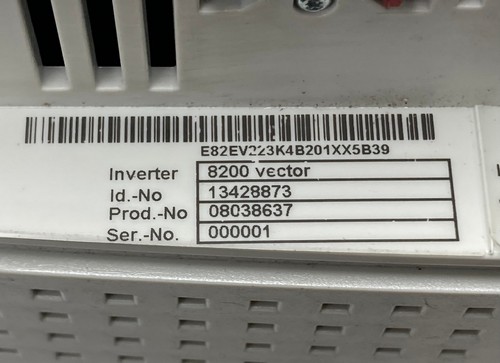 E82EV223K4B201XX5B39
Inverter 8200 vector
Id.-No 13428873
Prod.-No 08038637
Ser.-No. 000001